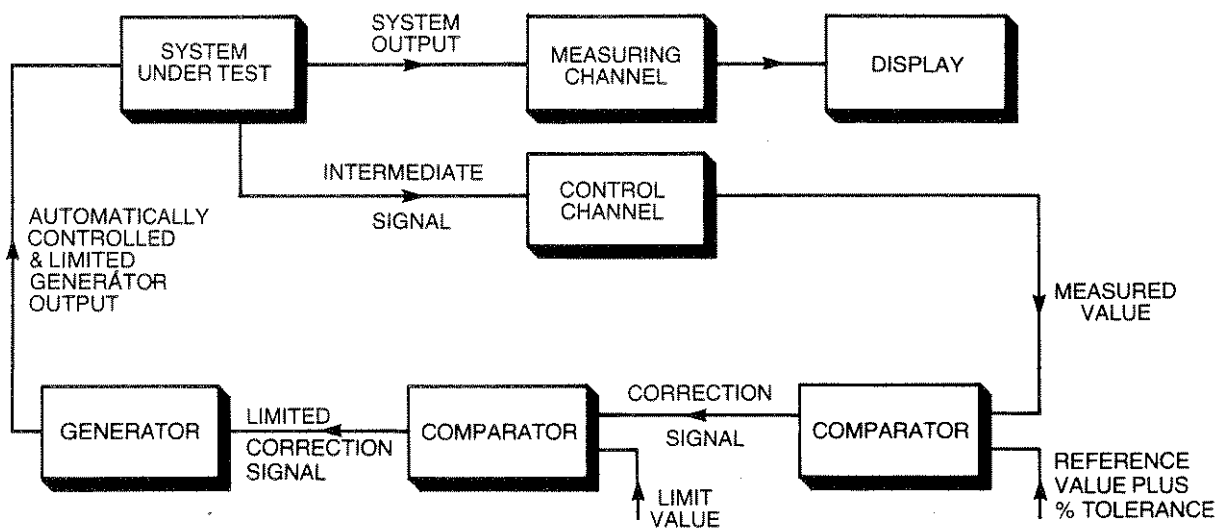 SYSTEM
UNDER TEST
SYSTEM
OUTPUT
MEASURING
CHANNEL
DISPLAY
INTERMEDIATE
SIGNAL
CONTROL
CHANNEL
AUTOMATICALLY
CONTROLLED
& LIMITED
GENERÁTOR
OUTPUT
MEASURED
VALUE
GENERATOR
LIMITED
CORRECTION
SIGNAL
COMPARATOR
CORRECTION
SIGNAL
COMPARATOR
LIMIT
VALUE
REFERENCE
VALUE PLUS
% TOLERANCE